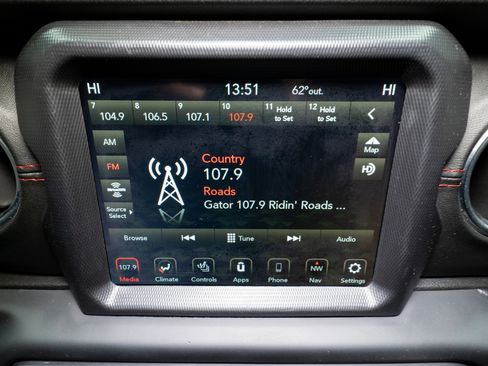 HI 13:51 62°out. HI
7 8 9 10 11 Hold to Set 12 Hold to Set
104.9 106.5 107.1 107.9
AM
Map
FM
HD
Country
107.9
Roads
Gator 107.9 Ridin' Roads ...
Source
Select
Browse Tune Audio
107.9 NW
Media Climate Controls Apps Phone Nav Settings